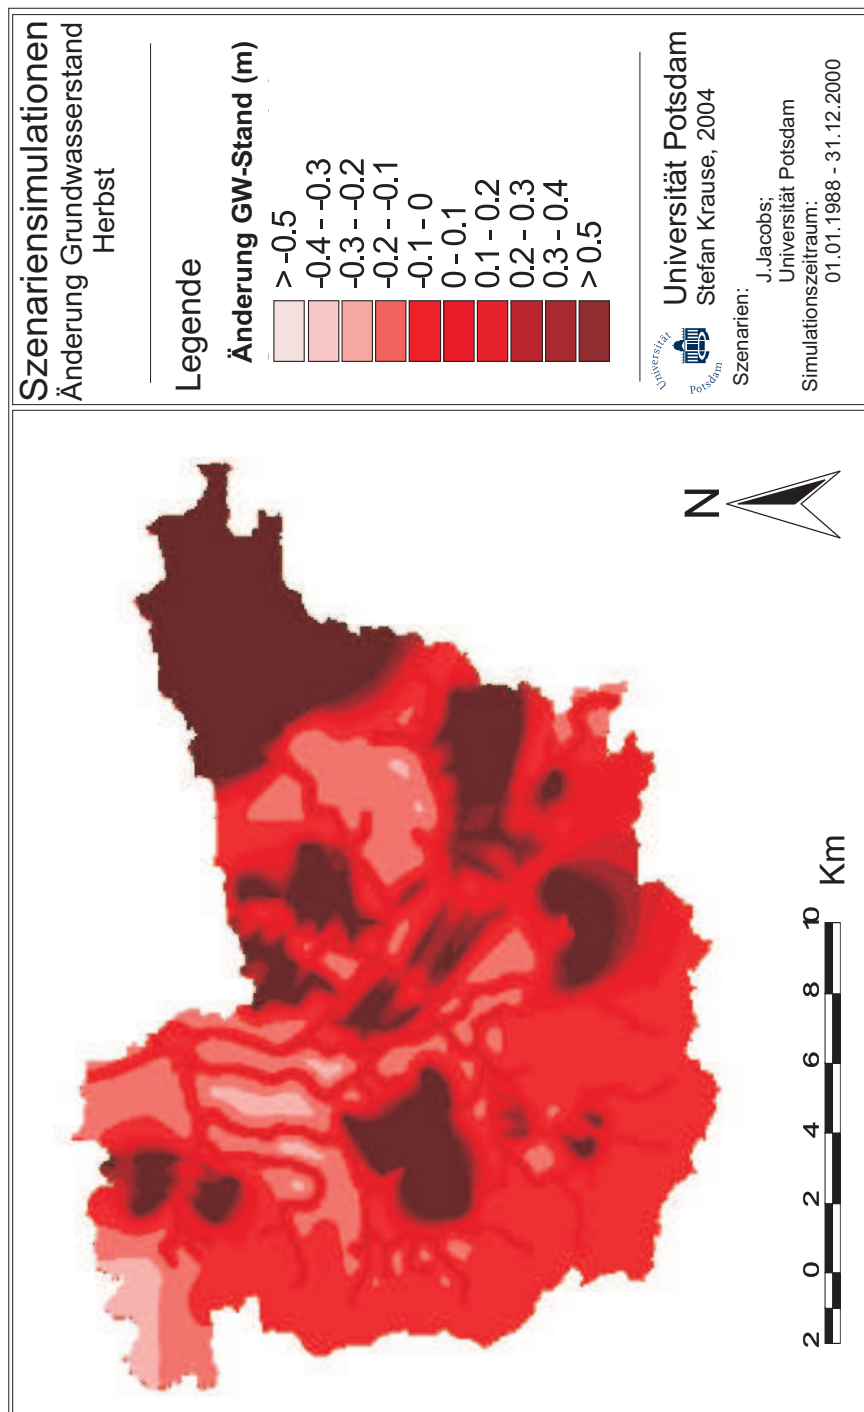 Szenariensimulationen
Änderung Grundwasserstand
Herbst
Legende
Änderung GW-Stand (m)
> -0.5
-0.4 - -0.3
-0.3 - -0.2
-0.2 - -0.1
-0.1 - 0
0 - 0.1
0.1 - 0.2
0.2 - 0.3
0.3 - 0.4
> 0.5
Universität
Potsdam
Universität Potsdam
Stefan Krause, 2004
Szenarien:
J.Jacobs;
Universität Potsdam
Simulationszeitraum:
01.01.1988 - 31.12.2000
N
2 0 2 4 6 8 10
Km